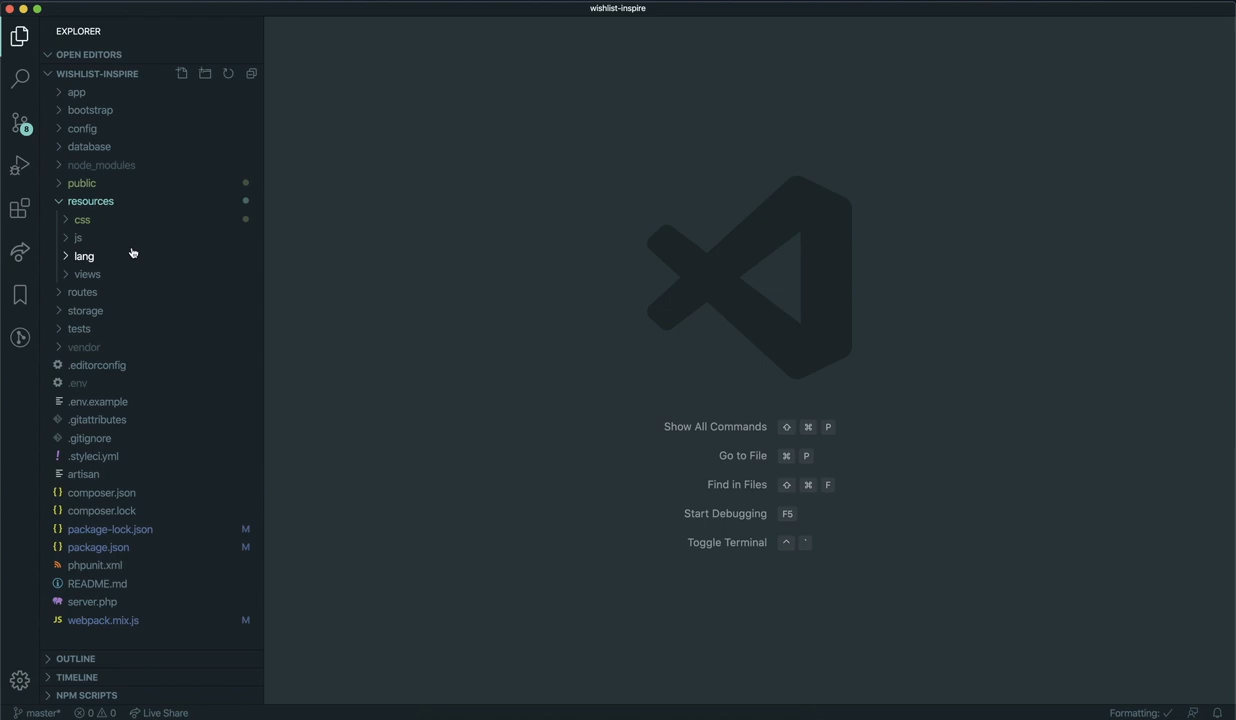 wishlist-inspire
EXPLORER
OPEN EDITORS
WISHLIST-INSPIRE
app
bootstrap
config
database
node_modules
public
resources
css
js
lang
views
routes
storage
tests
vendor
.editorconfig
.env
.env.example
.gitattributes
.gitignore
! .styleci.yml
artisan
{} composer.json
{} composer.lock
{} package-lock.json M
{} package.json M
phpunit.xml
README.md
server.php
JS webpack.mix.js M
OUTLINE
TIMELINE
NPM SCRIPTS
8
Show All Commands ⇧ ⌘ P
Go to File ⌘ P
Find in Files ⇧ ⌘ F
Start Debugging F5
Toggle Terminal ^ `
master* 0 0 Live Share Formatting: ✓